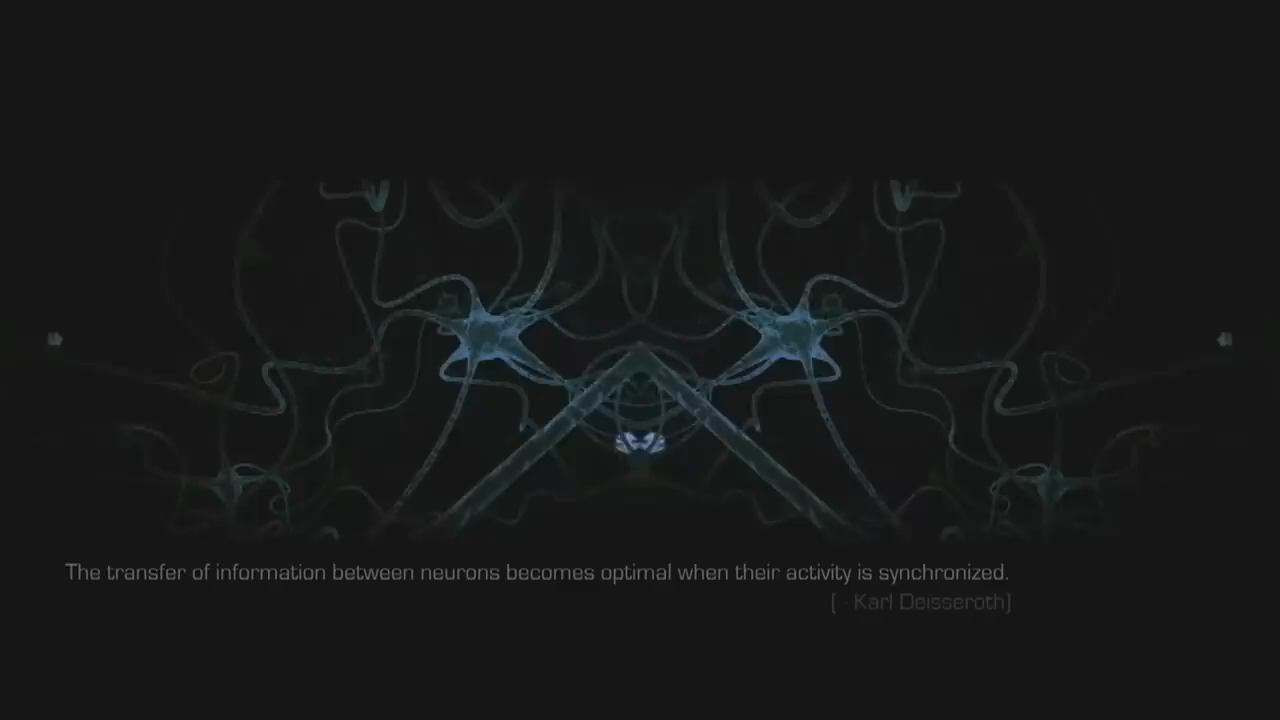 The transfer of information between neurons becomes optimal when their activity is synchronized.
( - Karl Deisseroth)